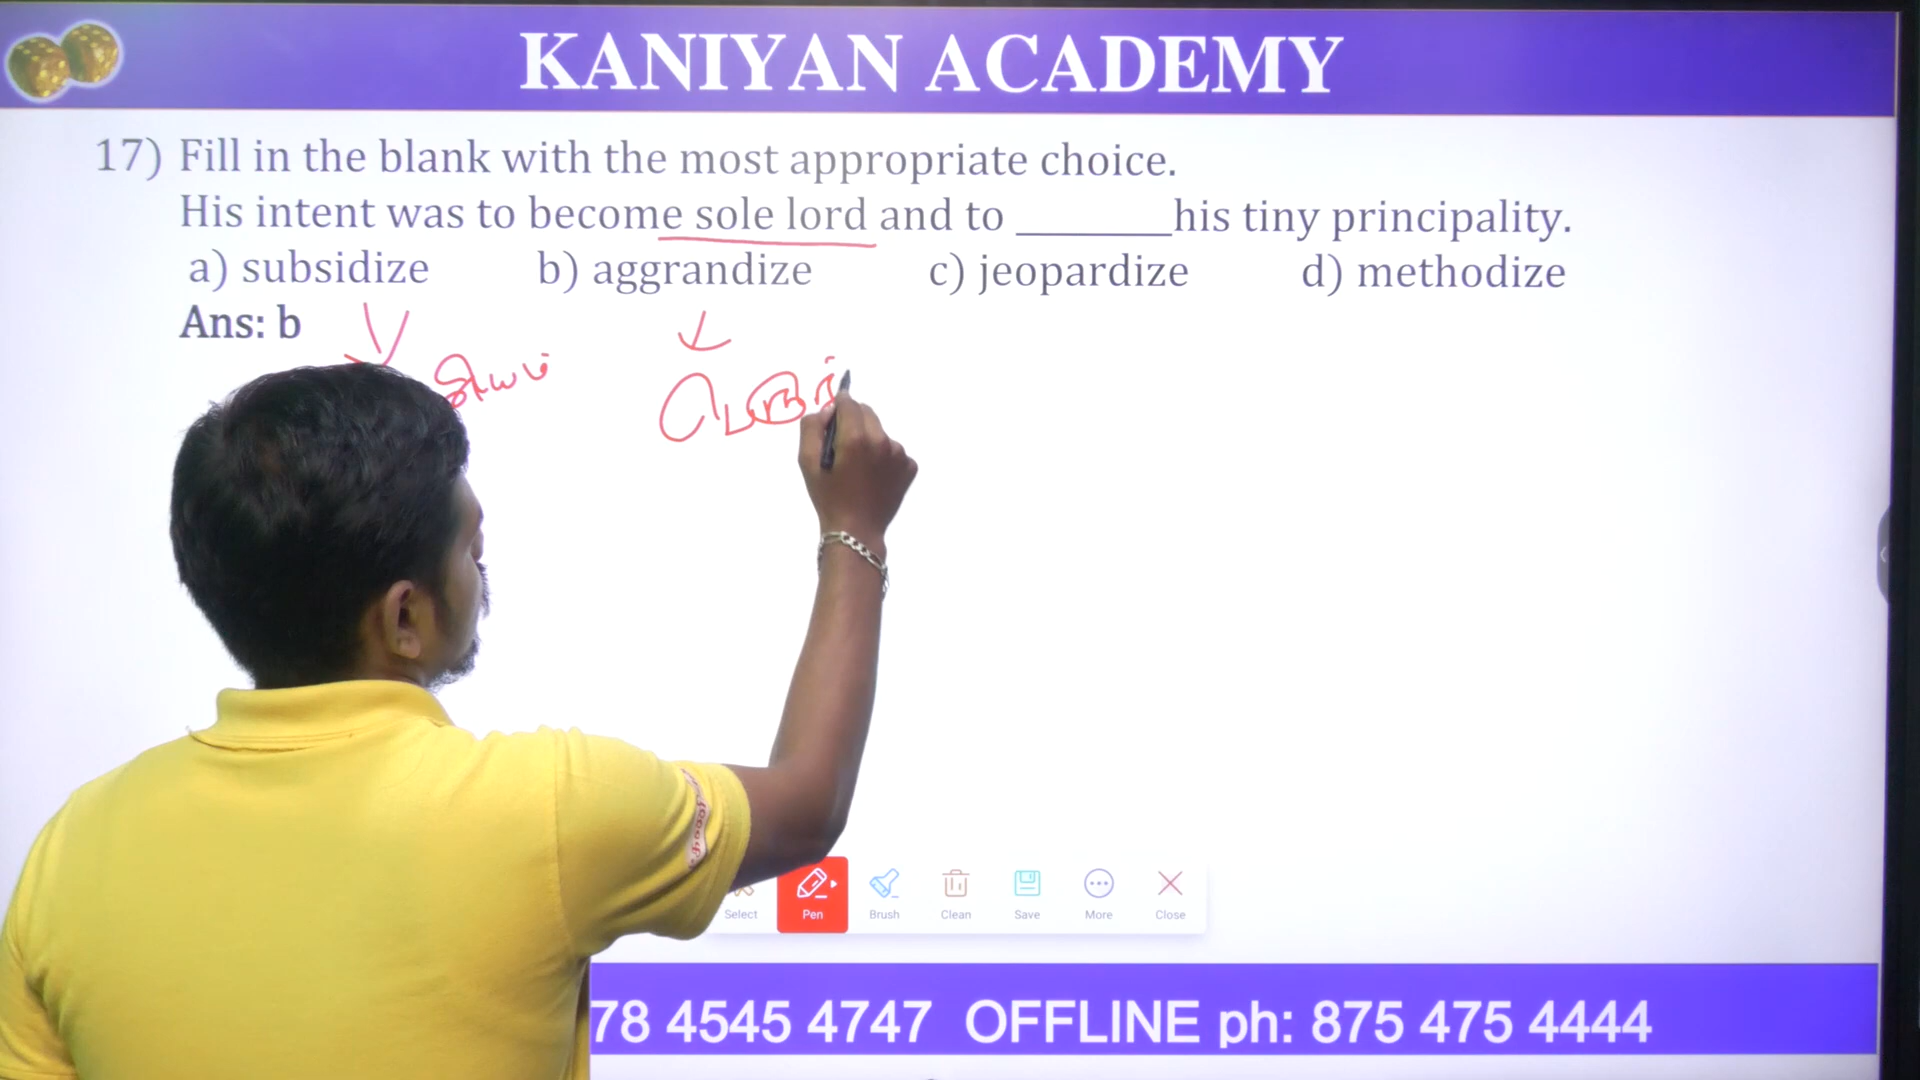 KANIYAN ACADEMY
17) Fill in the blank with the most appropriate choice.
His intent was to become sole lord and to ________his tiny principality.
a) subsidize b) aggrandize c) jeopardize d) methodize
Ans: b
Select Pen Brush Clean Save More Close
78 4545 4747 OFFLINE ph: 875 475 4444